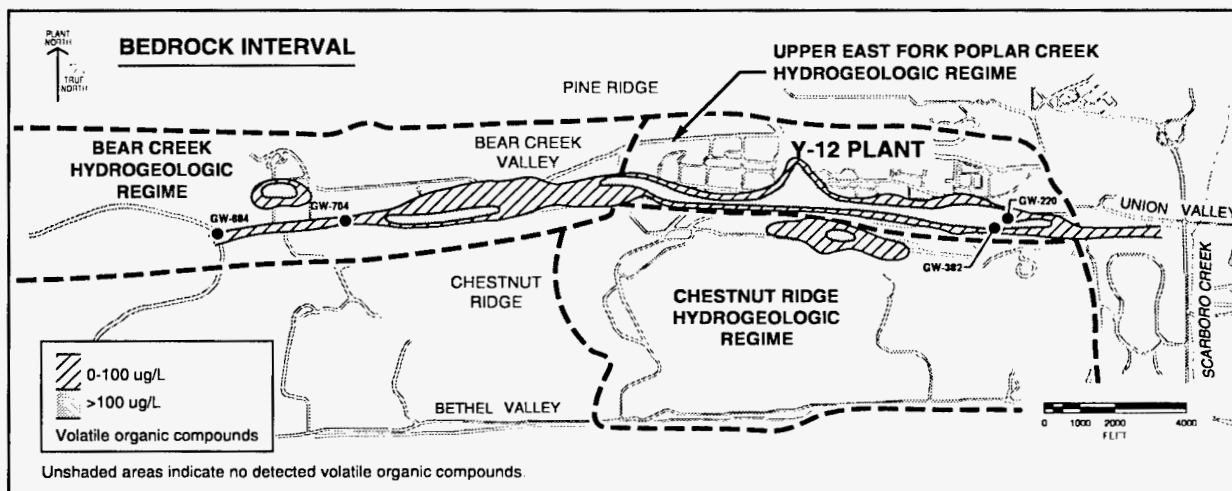 PLANT
NORTH
TRUE
NORTH
BEDROCK INTERVAL
UPPER EAST FORK POPLAR CREEK
HYDROGEOLOGIC REGIME
PINE RIDGE
BEAR CREEK
HYDROGEOLOGIC
REGIME
BEAR CREEK
VALLEY
Y-12 PLANT
GW-684
GW-704
GW-220
UNION VALLEY
GW-382
CHESTNUT
RIDGE
CHESTNUT RIDGE
HYDROGEOLOGIC
REGIME
SCARBORO CREEK
0-100 ug/L
>100 ug/L
Volatile organic compounds
BETHEL VALLEY
0 1000 2000 4000
FEET
Unshaded areas indicate no detected volatile organic compounds.